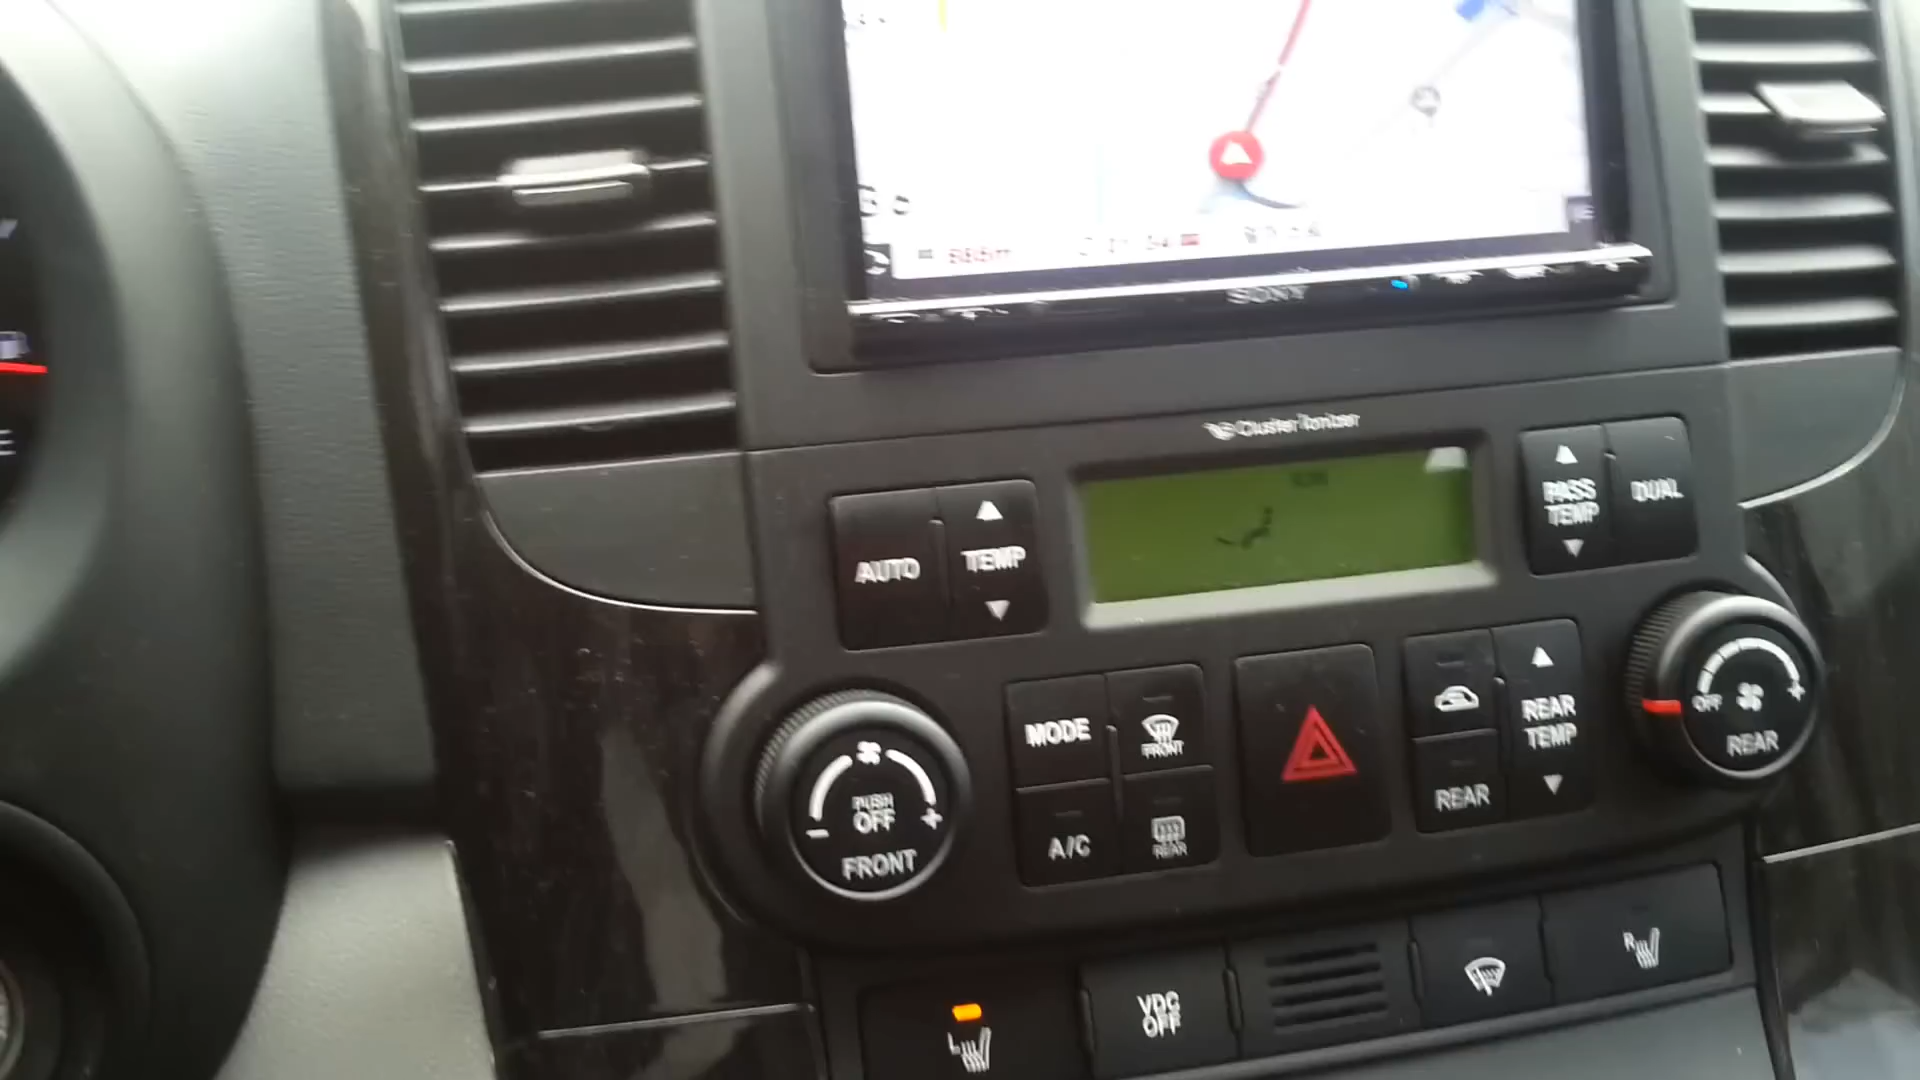 SONY
Cluster Ionizer
PASS
TEMP
DUAL
AUTO
TEMP
MODE
FRONT
A/C
REAR
REAR
REAR
TEMP
OFF
REAR
PUSH
OFF
FRONT
- +
+
E
L
VDC
OFF
R